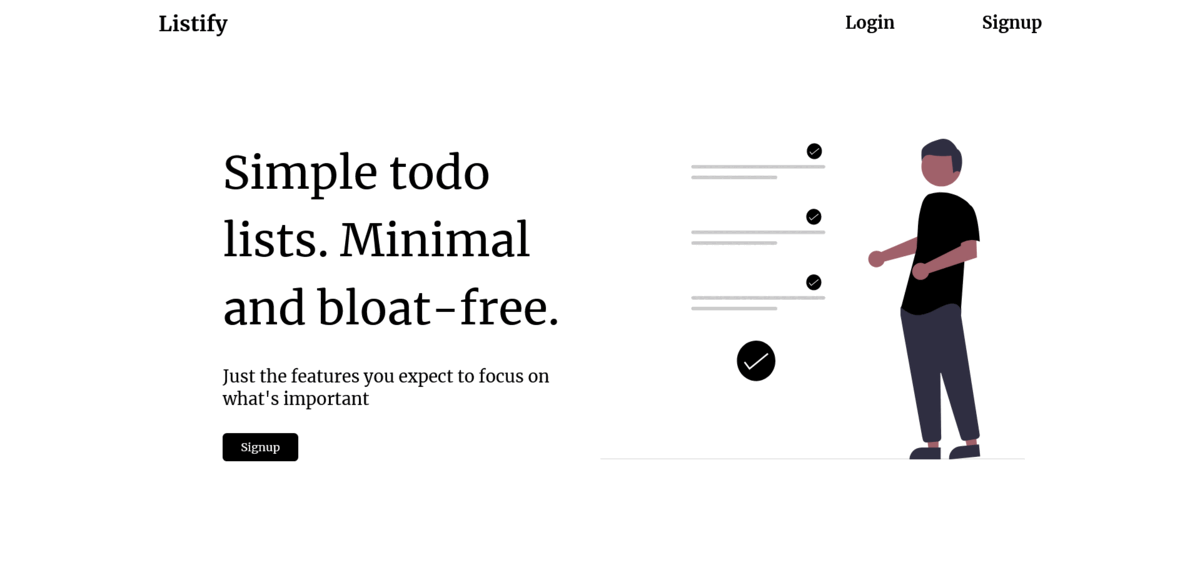 Listify
Login
Signup
Simple todo
lists. Minimal
and bloat-free.
Just the features you expect to focus on
what's important
Signup